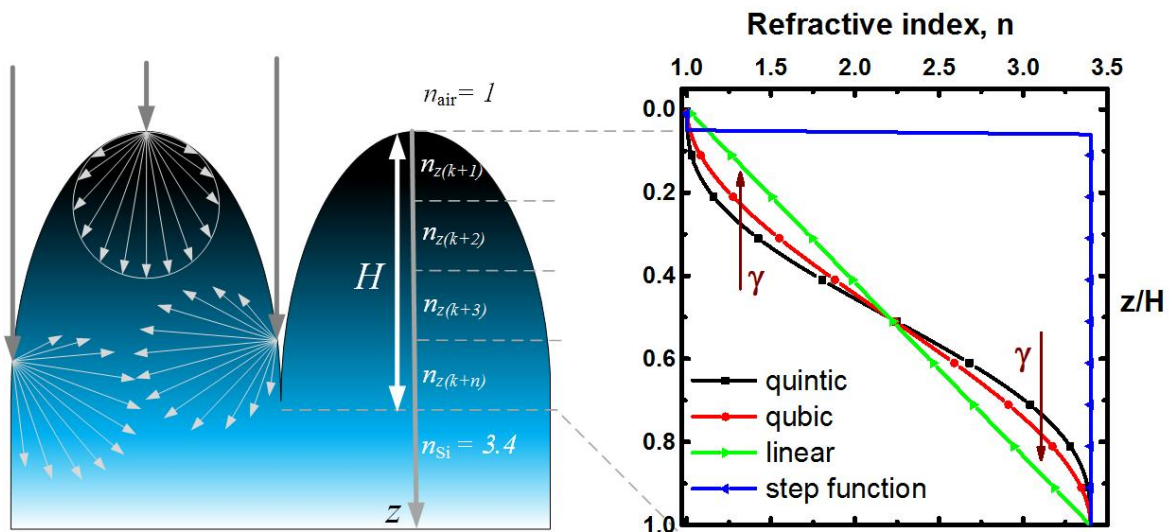 n_air = 1
n_z(k+1)
n_z(k+2)
H
n_z(k+3)
n_z(k+n)
n_Si = 3.4
z
Refractive index, n
1.0 1.5 2.0 2.5 3.0 3.5
0.0
0.2
γ
0.4
z/H
0.6
γ
quintic
qubic
0.8
linear
step function
1.0